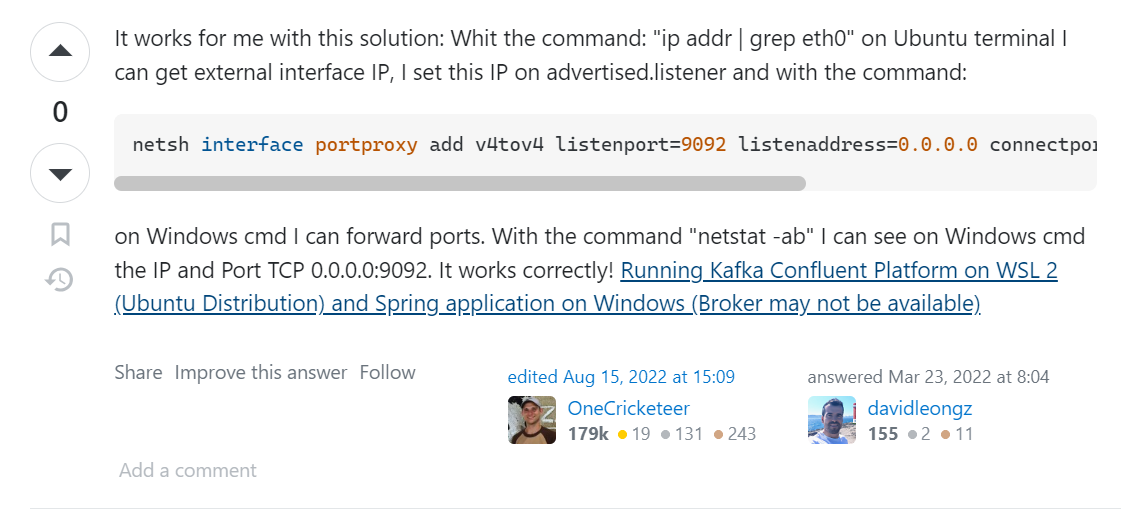 It works for me with this solution: Whit the command: "ip addr | grep eth0" on Ubuntu terminal I
can get external interface IP, I set this IP on advertised.listener and with the command:
0
netsh interface portproxy add v4tov4 listenport=9092 listenaddress=0.0.0.0 connectpor
on Windows cmd I can forward ports. With the command "netstat -ab" I can see on Windows cmd
the IP and Port TCP 0.0.0.0:9092. It works correctly! Running Kafka Confluent Platform on WSL 2
(Ubuntu Distribution) and Spring application on Windows (Broker may not be available)
Share Improve this answer Follow
edited Aug 15, 2022 at 15:09
OneCricketeer
179k 19 131 243
answered Mar 23, 2022 at 8:04
davidleongz
155 2 11
Add a comment